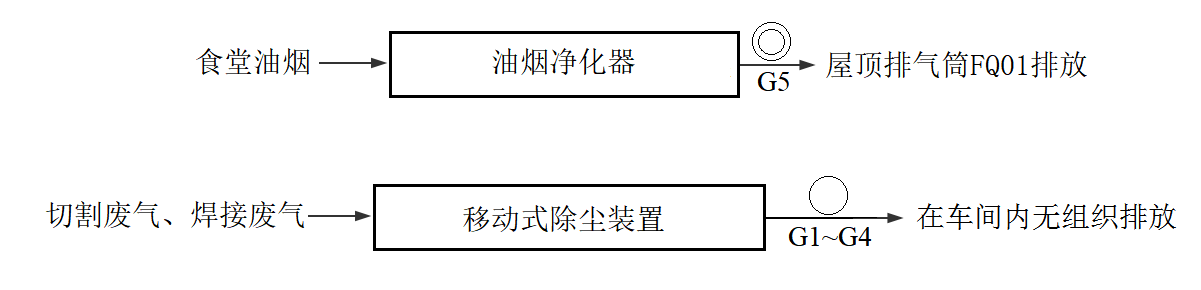 食堂油烟
油烟净化器
G5
屋顶排气筒FQ01排放
切割废气、焊接废气
移动式除尘装置
G1~G4
在车间内无组织排放